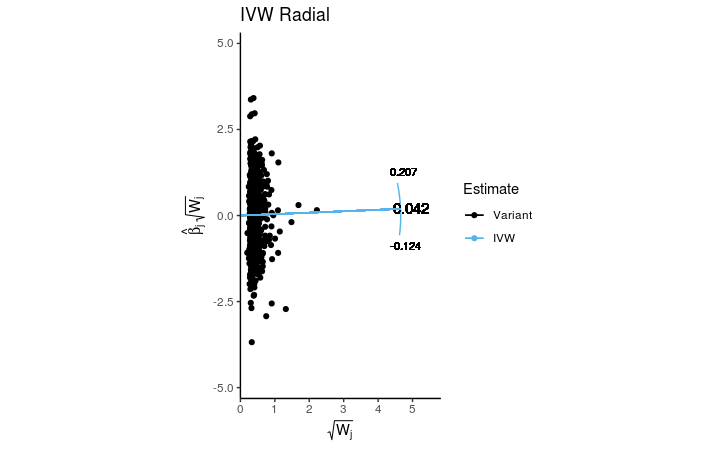 IVW Radial
5.0
2.5
0.0
-2.5
-5.0
β̂j√Wj
0.207
0.042
-0.124
0
1
2
3
4
5
√Wj
Estimate
Variant
IVW